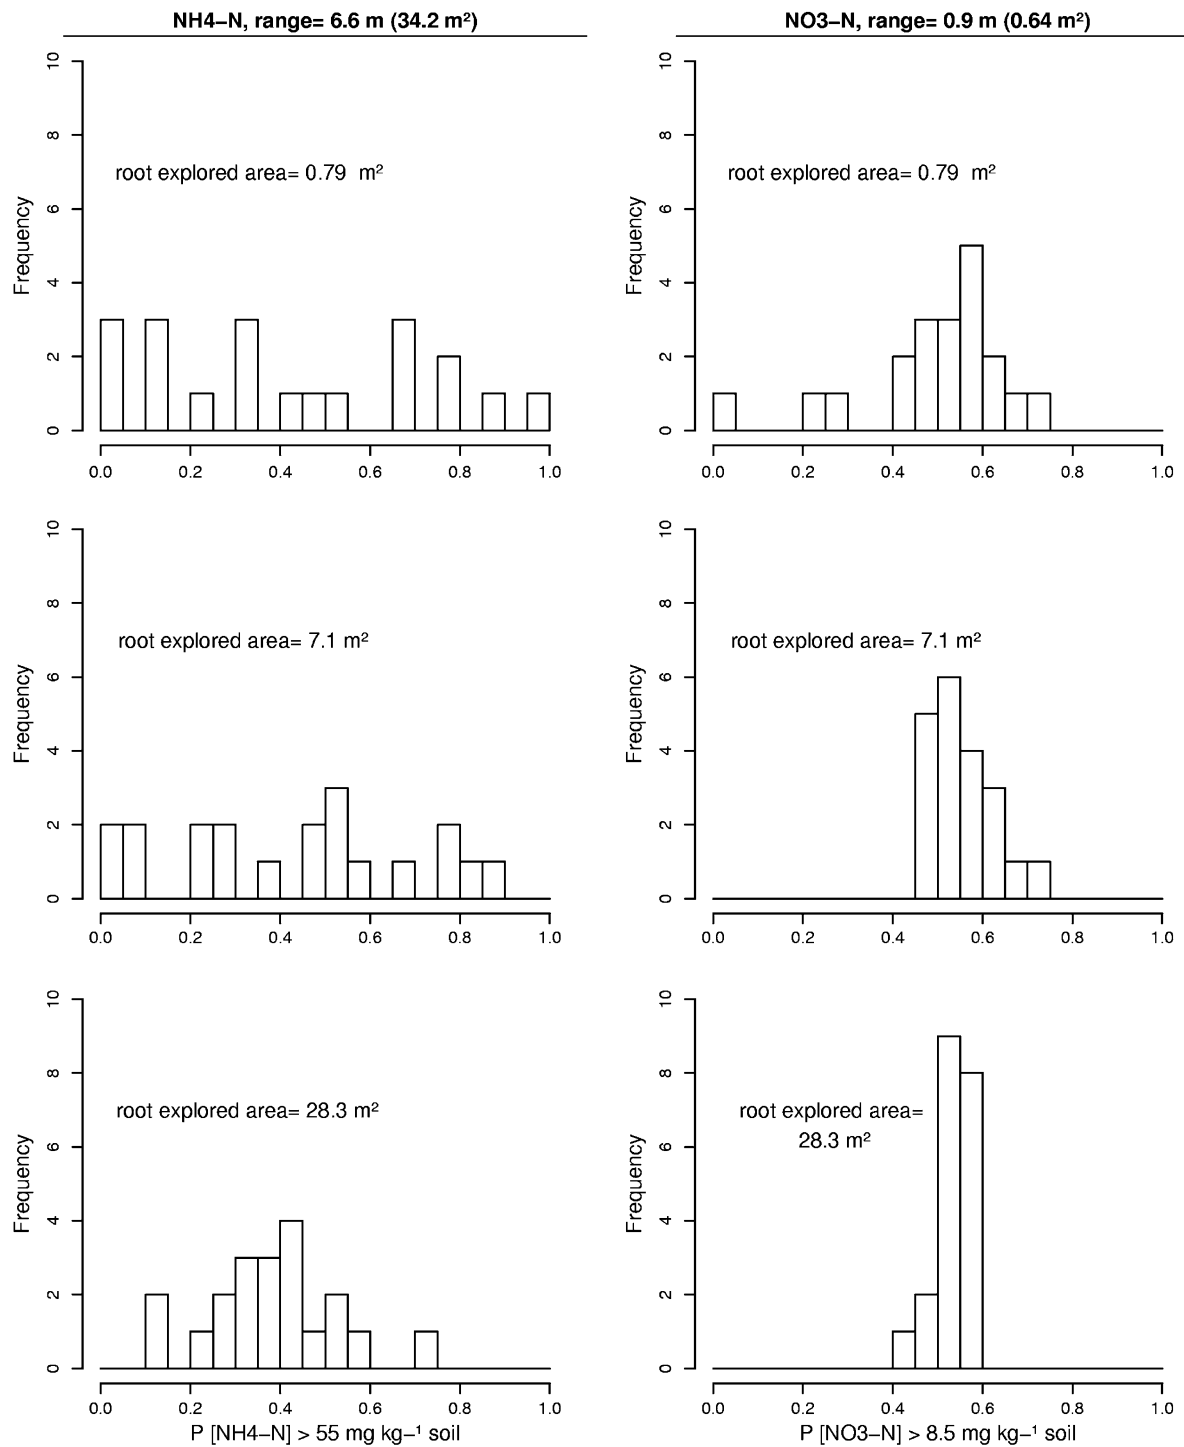 NH4−N, range= 6.6 m (34.2 m²)
NO3−N, range= 0.9 m (0.64 m²)
Frequency
0 2 4 6 8 10
root explored area= 0.79 m²
0.0 0.2 0.4 0.6 0.8 1.0
Frequency
0 2 4 6 8 10
root explored area= 0.79 m²
0.0 0.2 0.4 0.6 0.8 1.0
Frequency
0 2 4 6 8 10
root explored area= 7.1 m²
0.0 0.2 0.4 0.6 0.8 1.0
Frequency
0 2 4 6 8 10
root explored area= 7.1 m²
0.0 0.2 0.4 0.6 0.8 1.0
Frequency
0 2 4 6 8 10
root explored area= 28.3 m²
0.0 0.2 0.4 0.6 0.8 1.0
P [NH4−N] > 55 mg kg−¹ soil
Frequency
0 2 4 6 8 10
root explored area=
28.3 m²
0.0 0.2 0.4 0.6 0.8 1.0
P [NO3−N] > 8.5 mg kg−¹ soil